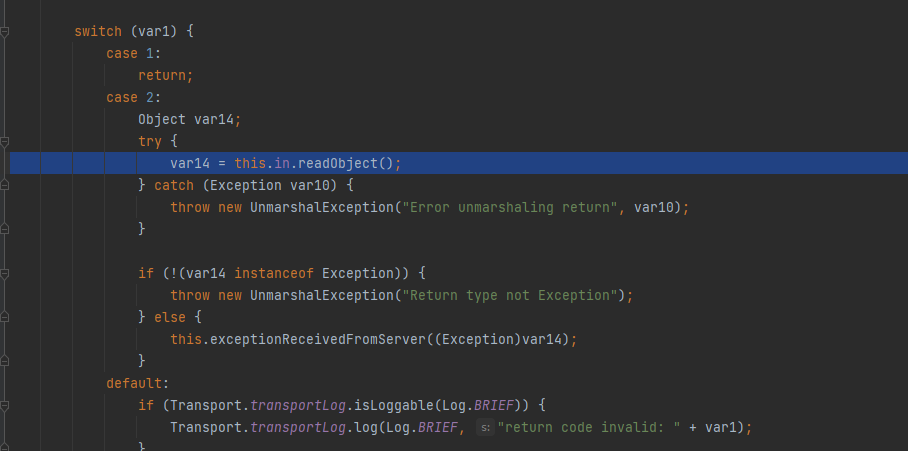 switch (var1) {
case 1:
return;
case 2:
Object var14;
try {
var14 = this.in.readObject();
} catch (Exception var10) {
throw new UnmarshalException("Error unmarshaling return", var10);
}
if (!(var14 instanceof Exception)) {
throw new UnmarshalException("Return type not Exception");
} else {
this.exceptionReceivedFromServer((Exception)var14);
}
default:
if (Transport.transportLog.isLoggable(Log.BRIEF)) {
Transport.transportLog.log(Log.BRIEF, s: "return code invalid: " + var1);
}